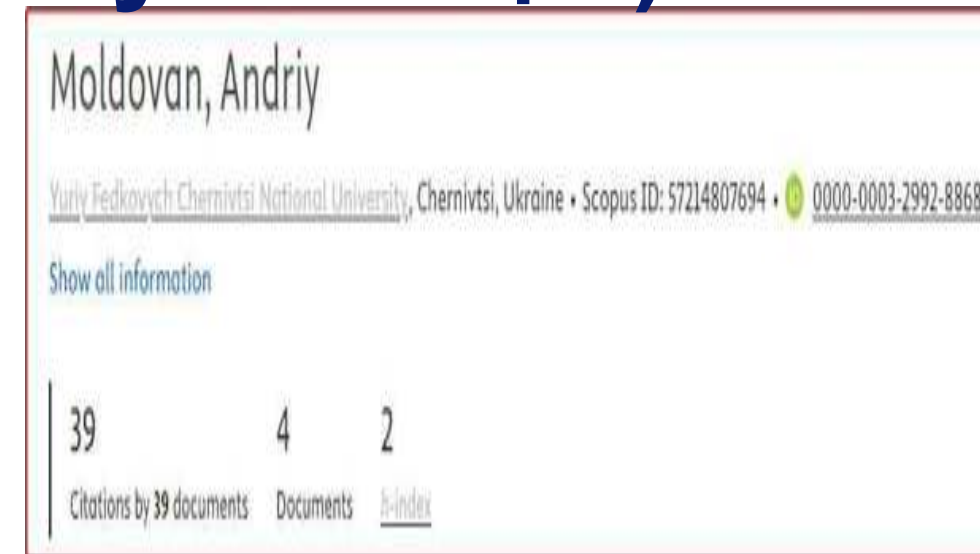 Moldovan, Andriy
Yuriy Fedkovych Chernivtsi National University, Chernivtsi, Ukraine • Scopus ID: 57214807694 • iD 0000-0003-2992-8868
Show all information
39 4 2
Citations by 39 documents Documents h-index